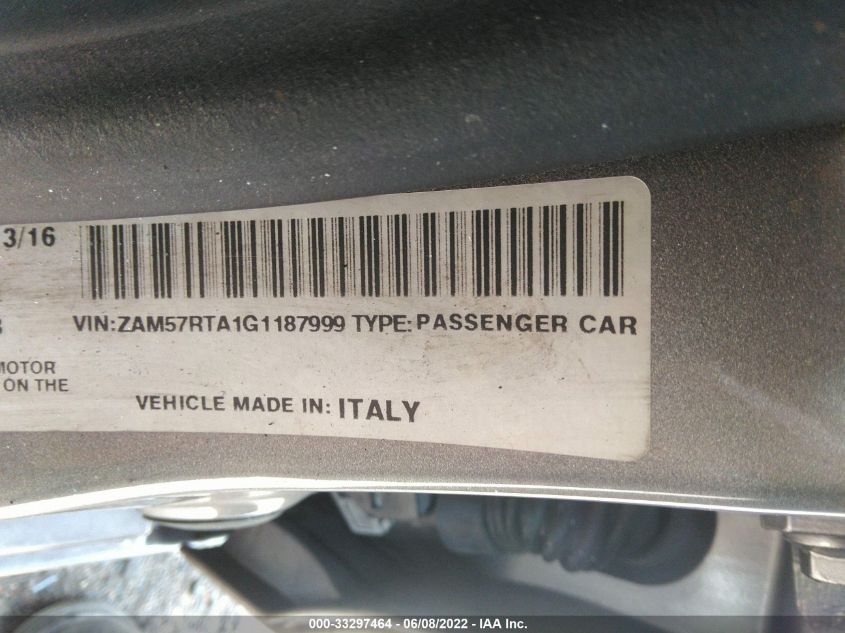 3/16
VIN:ZAM57RTA1G1187999 TYPE:PASSENGER CAR
MOTOR
ON THE
VEHICLE MADE IN: ITALY
000-33297464 - 06/08/2022 - IAA Inc.